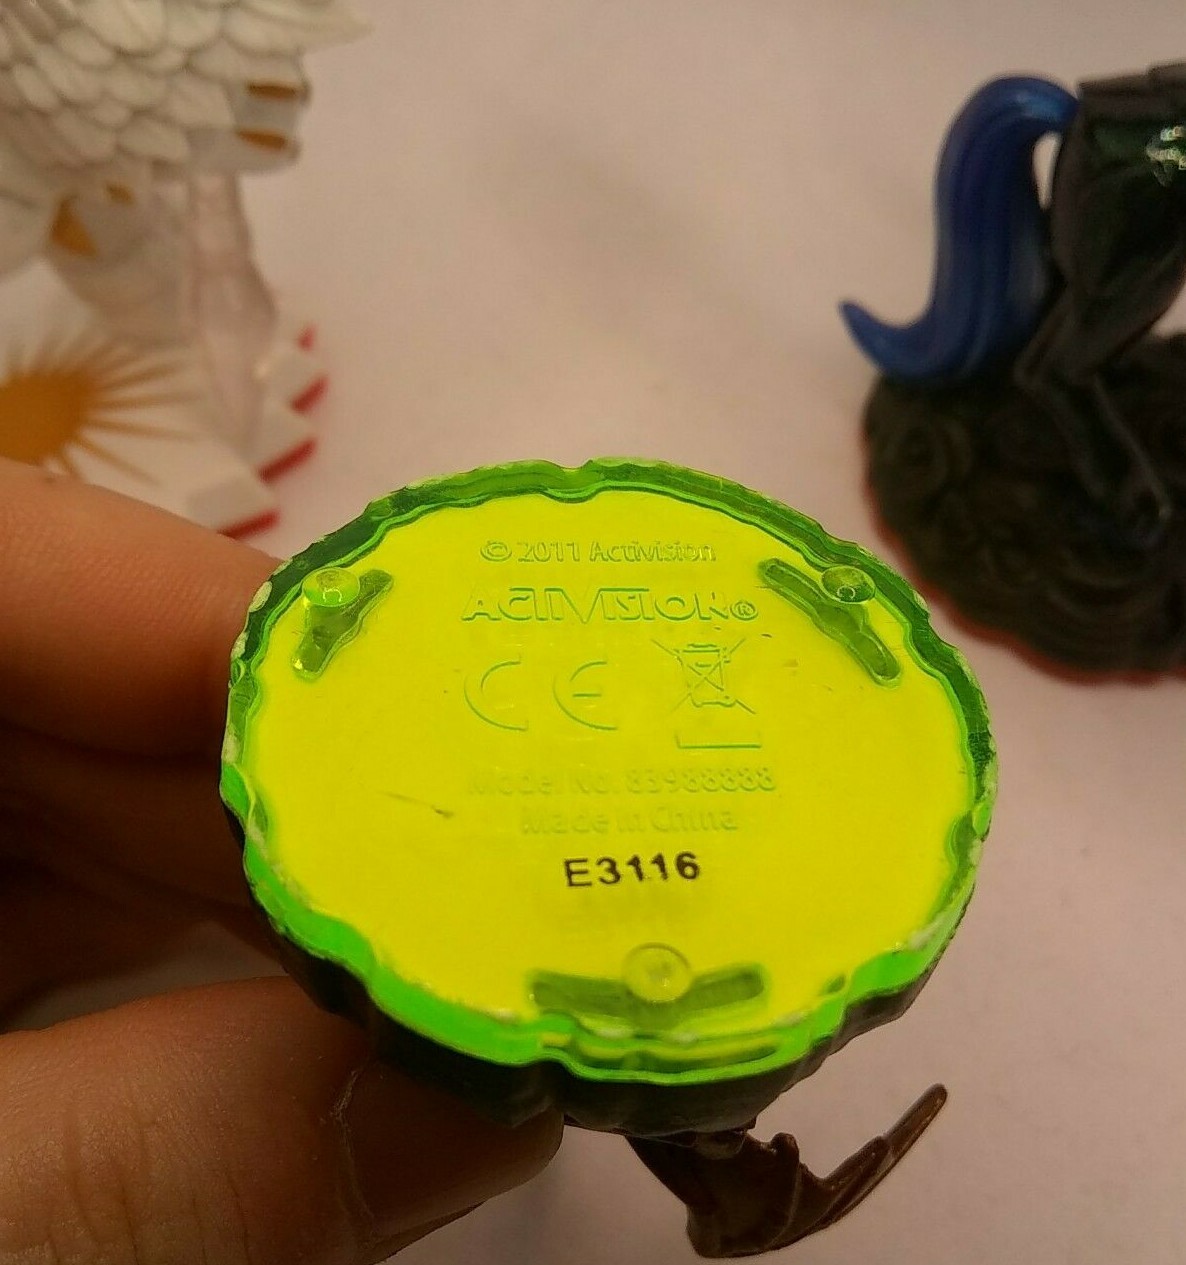 © 2011 Activision
ACTIVISION®
CE
Model No. 83988888
Made in China
E3116